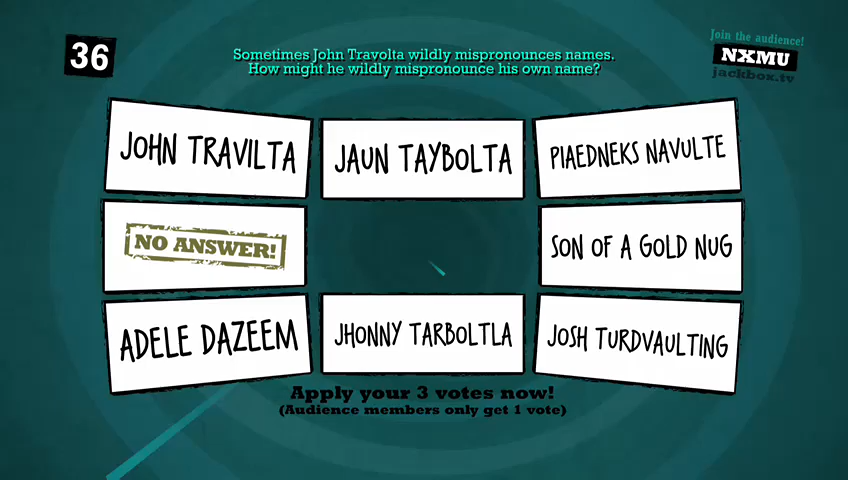 36
Sometimes John Travolta wildly mispronounces names.
How might he wildly mispronounce his own name?
Join the audience!
NXMU
jackbox.tv
JOHN TRAVILTA
JAUN TAYBOLTA
PIAEDNEKS NAVULTE
NO ANSWER!
SON OF A GOLD NUG
ADELE DAZEEM
JHONNY TARBOLTLA
JOSH TURDVAULTING
Apply your 3 votes now!
(Audience members only get 1 vote)